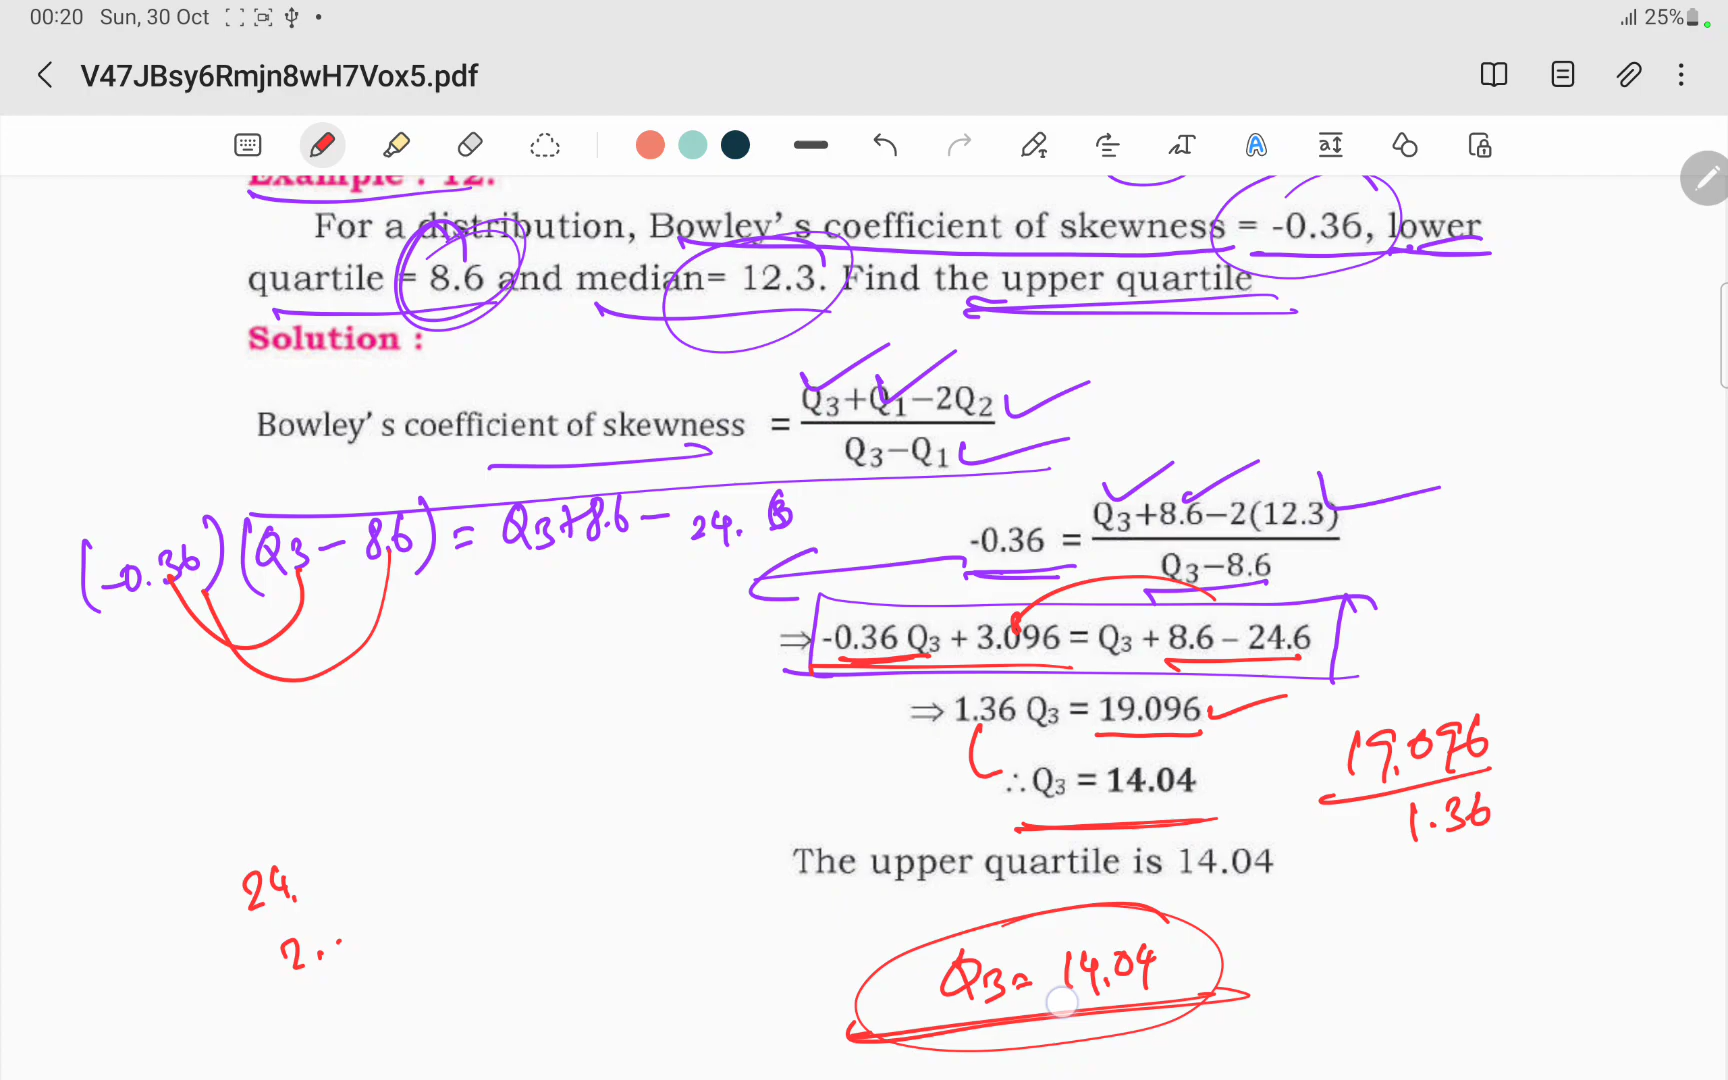 00:20 Sun, 30 Oct 25%
V47JBsy6Rmjn8wH7Vox5.pdf
Example : 12.
For a distribution, Bowley's coefficient of skewness = -0.36, lower
quartile = 8.6 and median= 12.3. Find the upper quartile
Solution :
Bowley's coefficient of skewness = Q₃+Q₁−2Q₂
Q₃−Q₁
(-0.36)(Q3-8.6) = Q3+8.6-24.6
-0.36 = Q₃+8.6−2(12.3)
Q₃−8.6
⇒ -0.36 Q₃ + 3.096 = Q₃ + 8.6 − 24.6
⇒ 1.36 Q₃ = 19.096
19.096
1.36
∴ Q₃ = 14.04
The upper quartile is 14.04
24.
2..
Q3= 14.04